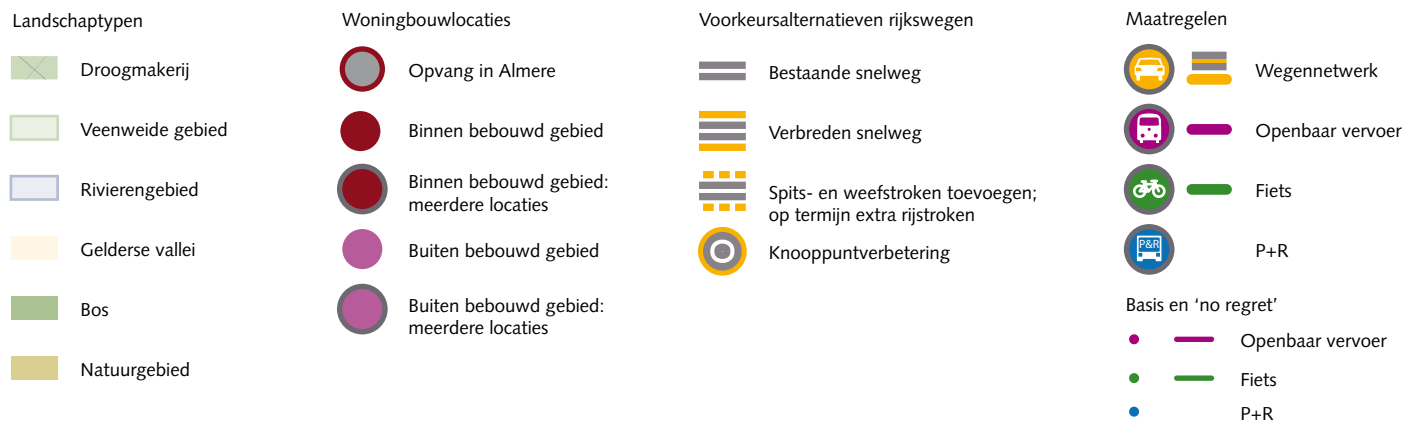 Landschaptypen
Droogmakerij
Veenweide gebied
Rivierengebied
Gelderse vallei
Bos
Natuurgebied
Woningbouwlocaties
Opvang in Almere
Binnen bebouwd gebied
Binnen bebouwd gebied:
meerdere locaties
Buiten bebouwd gebied
Buiten bebouwd gebied:
meerdere locaties
Voorkeursalternatieven rijkswegen
Bestaande snelweg
Verbreden snelweg
Spits- en weefstroken toevoegen;
op termijn extra rijstroken
Knooppuntverbetering
Maatregelen
Wegennetwerk
Openbaar vervoer
Fiets
P&R
P+R
Basis en ‘no regret’
Openbaar vervoer
Fiets
P+R